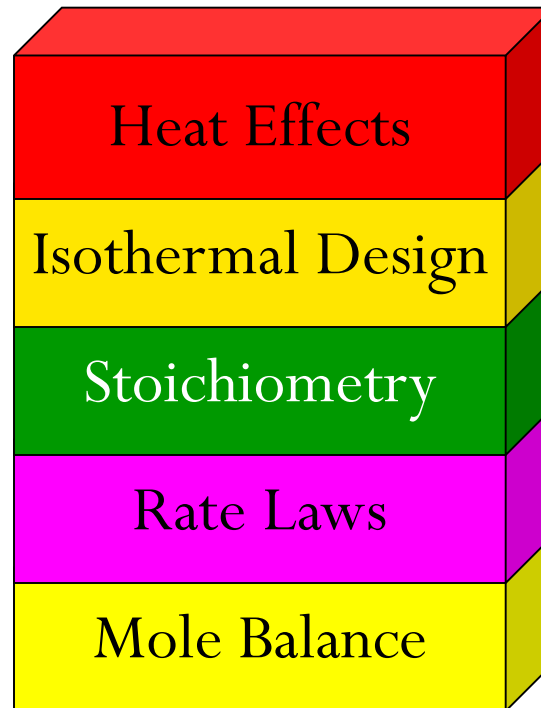 Heat Effects
Isothermal Design
Stoichiometry
Rate Laws
Mole Balance